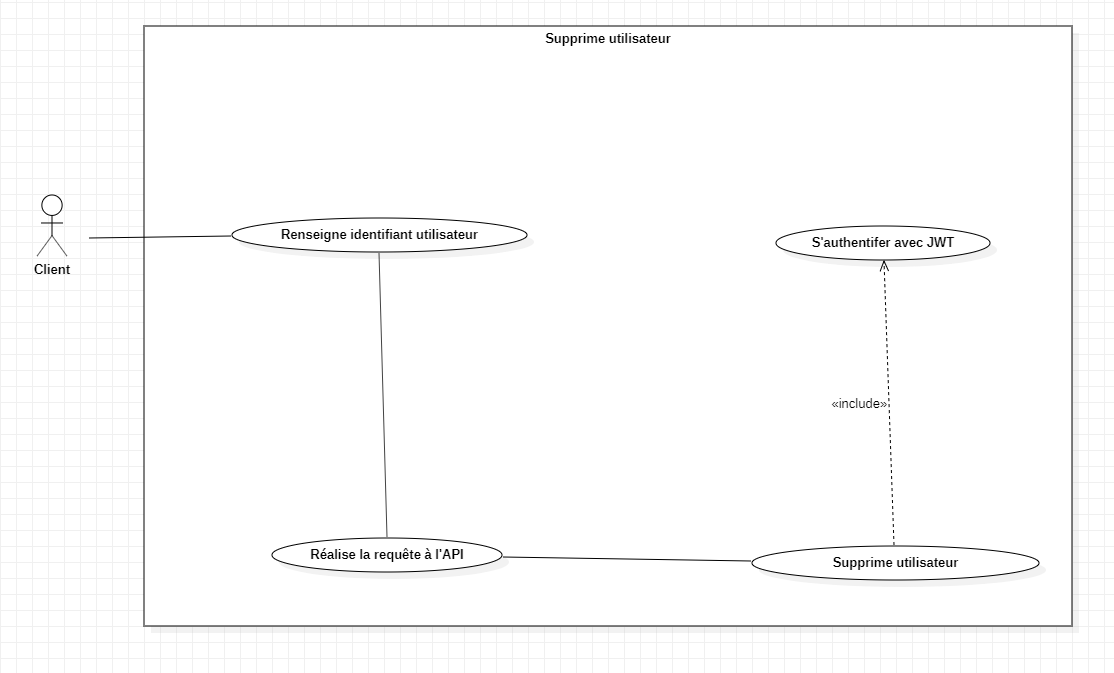 Supprime utilisateur
Renseigne identifiant utilisateur
S'authentifer avec JWT
Client
«include»
Réalise la requête à l'API
Supprime utilisateur